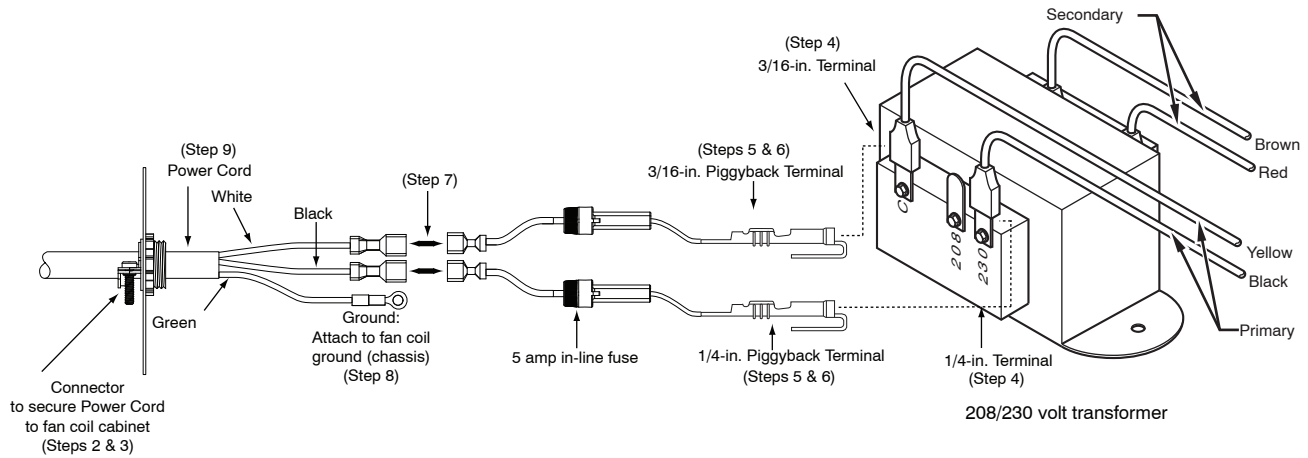 Secondary
(Step 4)
3/16-in. Terminal
Brown
Red
(Step 9)
Power Cord
(Steps 5 & 6)
3/16-in. Piggyback Terminal
(Step 7)
White
Black
C
208
230
Yellow
Black
Green
Ground:
Attach to fan coil
ground (chassis)
(Step 8)
5 amp in-line fuse
1/4-in. Piggyback Terminal
(Steps 5 & 6)
1/4-in. Terminal
(Step 4)
Primary
Connector
to secure Power Cord
to fan coil cabinet
(Steps 2 & 3)
208/230 volt transformer